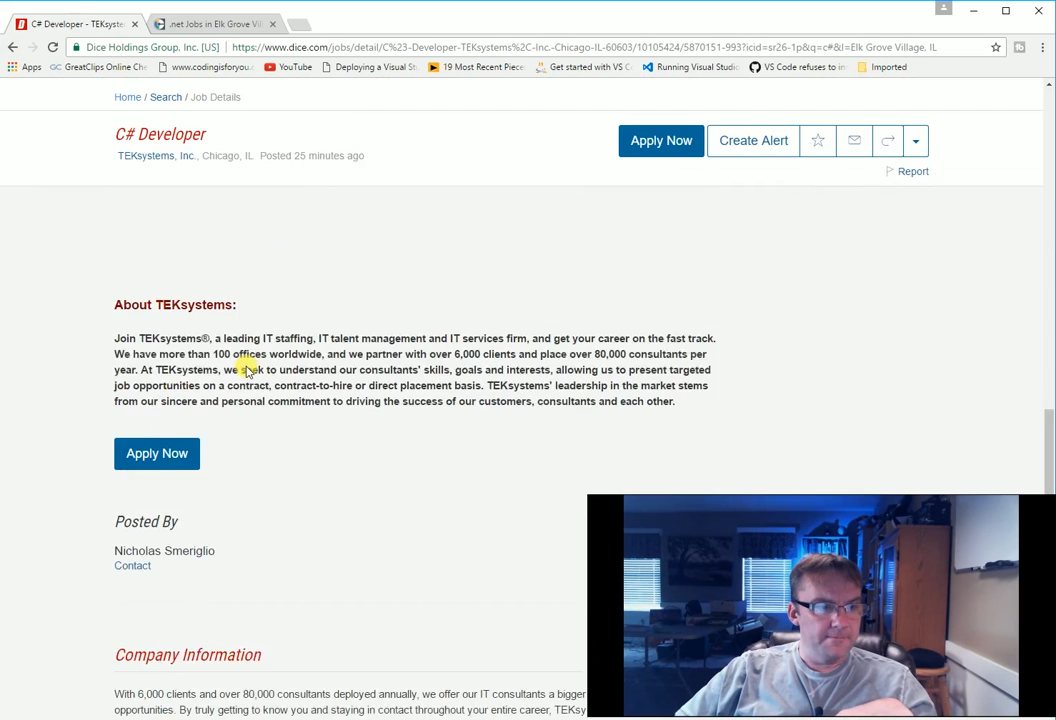 C# Developer - TEKsyste
.net Jobs in Elk Grove Vil
Dice Holdings Group, Inc. [US]
https://www.dice.com/jobs/detail/C%23-Developer-TEKsystems%2C-Inc.-Chicago-IL-60603/10105424/5870151-993?icid=sr26-1p&q=c#&l=Elk Grove Village, IL
Apps
GreatClips Online Che
www.codingisforyou.c
YouTube
Deploying a Visual St
19 Most Recent Piece
Get started with VS C
Running Visual Studi
VS Code refuses to in
Imported
Home / Search / Job Details
C# Developer
TEKsystems, Inc., Chicago, IL Posted 25 minutes ago
Apply Now
Create Alert
Report
About TEKsystems:
Join TEKsystems®, a leading IT staffing, IT talent management and IT services firm, and get your career on the fast track.
We have more than 100 offices worldwide, and we partner with over 6,000 clients and place over 80,000 consultants per
year. At TEKsystems, we seek to understand our consultants' skills, goals and interests, allowing us to present targeted
job opportunities on a contract, contract-to-hire or direct placement basis. TEKsystems' leadership in the market stems
from our sincere and personal commitment to driving the success of our customers, consultants and each other.
Apply Now
Posted By
Nicholas Smeriglio
Contact
Company Information
With 6,000 clients and over 80,000 consultants deployed annually, we offer our IT consultants a bigger
opportunities. By truly getting to know you and staying in contact throughout your entire career, TEKsy